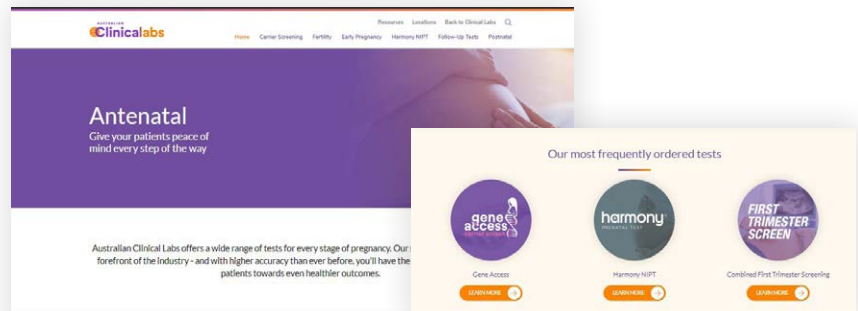 Resources Locations Back to Clinical Labs
AUSTRALIAN
Clinicalabs
Home Carrier Screening Fertility Early Pregnancy Harmony NIPT Follow-Up Tests Postnatal
Antenatal
Give your patients peace of
mind every step of the way
Australian Clinical Labs offers a wide range of tests for every stage of pregnancy. Our
forefront of the industry - and with higher accuracy than ever before, you'll have the
patients towards even healthier outcomes.
Our most frequently ordered tests
gene
access
harmony
PRENATAL TEST
FIRST
TRIMESTER
SCREEN
Gene Access Harmony NIPT Combined First Trimester Screening
LEARN MORE LEARN MORE LEARN MORE